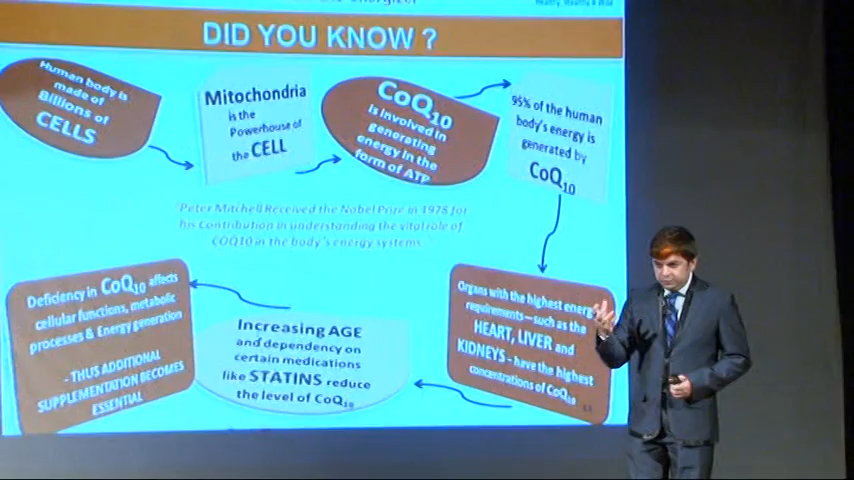 DID YOU KNOW ?
Human body is
made of
Billions of
CELLS
Mitochondria
is the
Powerhouse of
the CELL
CoQ10
is involved in
generating
energy in the
form of ATP
95% of the human
body's energy is
generated by
CoQ10
"Peter Mitchell Received the Nobel Prize in 1978 for
his Contribution in understanding the vital role of
COQ10 in the body's energy systems.
Organs with the highest energy
requirements—such as the
HEART, LIVER and
KIDNEYS - have the highest
concentrations of CoQ10
Increasing AGE
and dependency on
certain medications
like STATINS reduce
the level of CoQ10
Deficiency in CoQ10 affects
cellular functions, metabolic
processes & Energy generation
- THUS ADDITIONAL
SUPPLEMENTATION BECOMES
ESSENTIAL